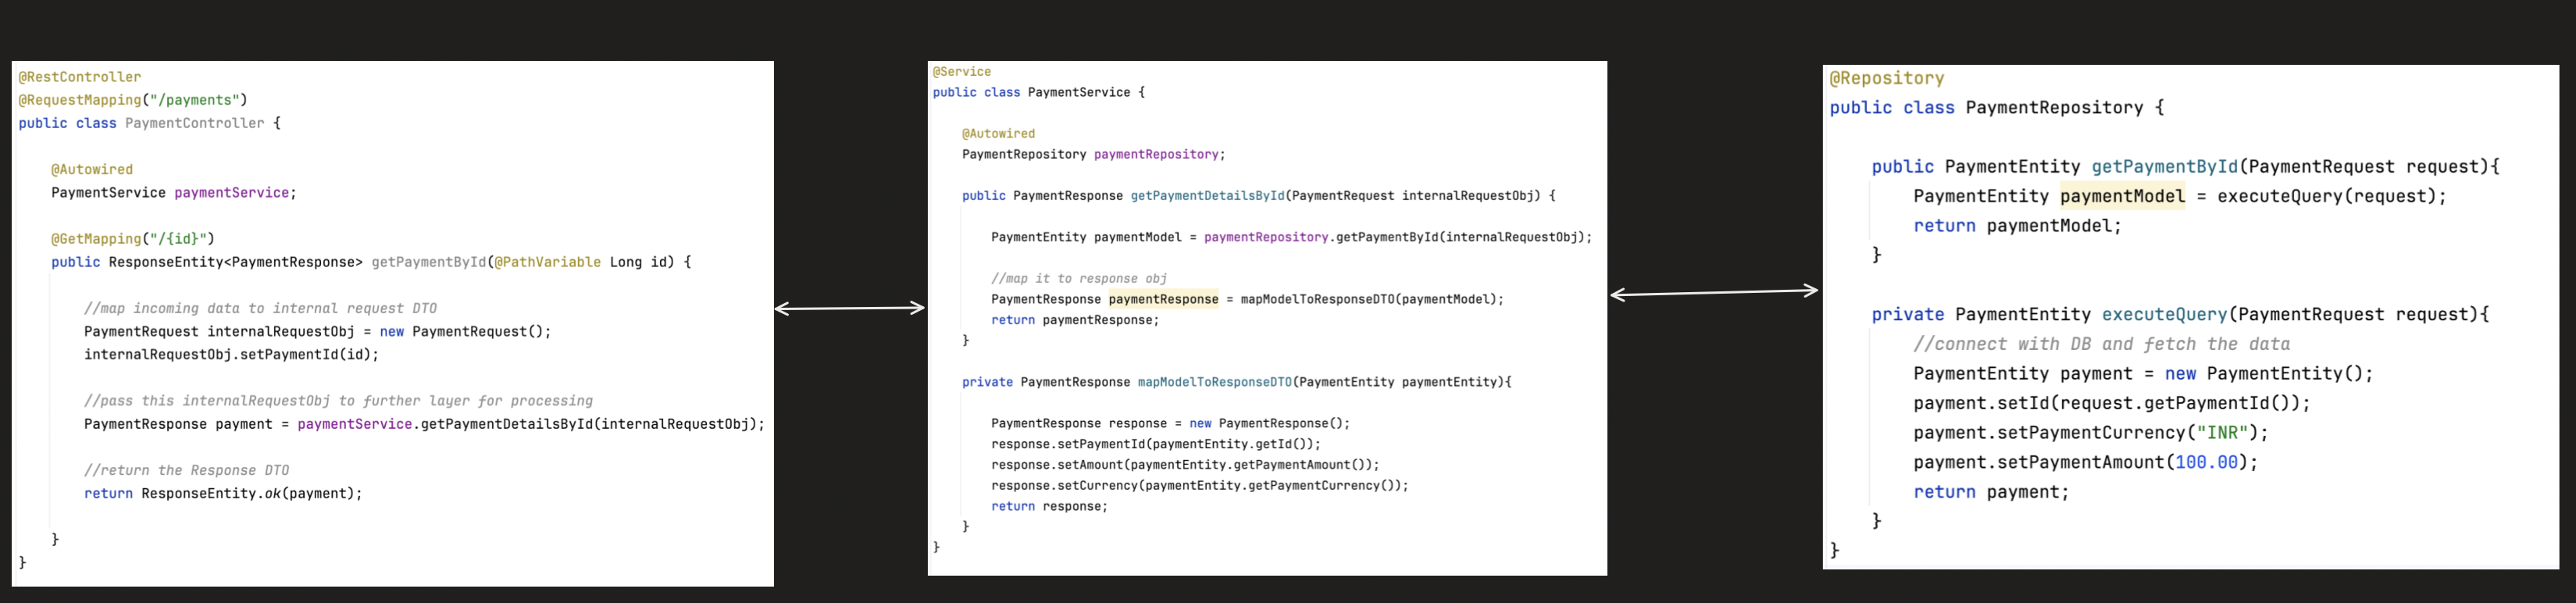 @RestController
@RequestMapping("/payments")
public class PaymentController {
@Autowired
PaymentService paymentService;
@GetMapping("/{id}")
public ResponseEntity<PaymentResponse> getPaymentById(@PathVariable Long id) {
//map incoming data to internal request DTO
PaymentRequest internalRequestObj = new PaymentRequest();
internalRequestObj.setPaymentId(id);
//pass this internalRequestObj to further layer for processing
PaymentResponse payment = paymentService.getPaymentDetailsById(internalRequestObj);
//return the Response DTO
return ResponseEntity.ok(payment);
}
}
@Service
public class PaymentService {
@Autowired
PaymentRepository paymentRepository;
public PaymentResponse getPaymentDetailsById(PaymentRequest internalRequestObj) {
PaymentEntity paymentModel = paymentRepository.getPaymentById(internalRequestObj);
//map it to response obj
PaymentResponse paymentResponse = mapModelToResponseDTO(paymentModel);
return paymentResponse;
}
private PaymentResponse mapModelToResponseDTO(PaymentEntity paymentEntity){
PaymentResponse response = new PaymentResponse();
response.setPaymentId(paymentEntity.getId());
response.setAmount(paymentEntity.getPaymentAmount());
response.setCurrency(paymentEntity.getPaymentCurrency());
return response;
}
}
@Repository
public class PaymentRepository {
public PaymentEntity getPaymentById(PaymentRequest request){
PaymentEntity paymentModel = executeQuery(request);
return paymentModel;
}
private PaymentEntity executeQuery(PaymentRequest request){
//connect with DB and fetch the data
PaymentEntity payment = new PaymentEntity();
payment.setId(request.getPaymentId());
payment.setPaymentCurrency("INR");
payment.setPaymentAmount(100.00);
return payment;
}
}